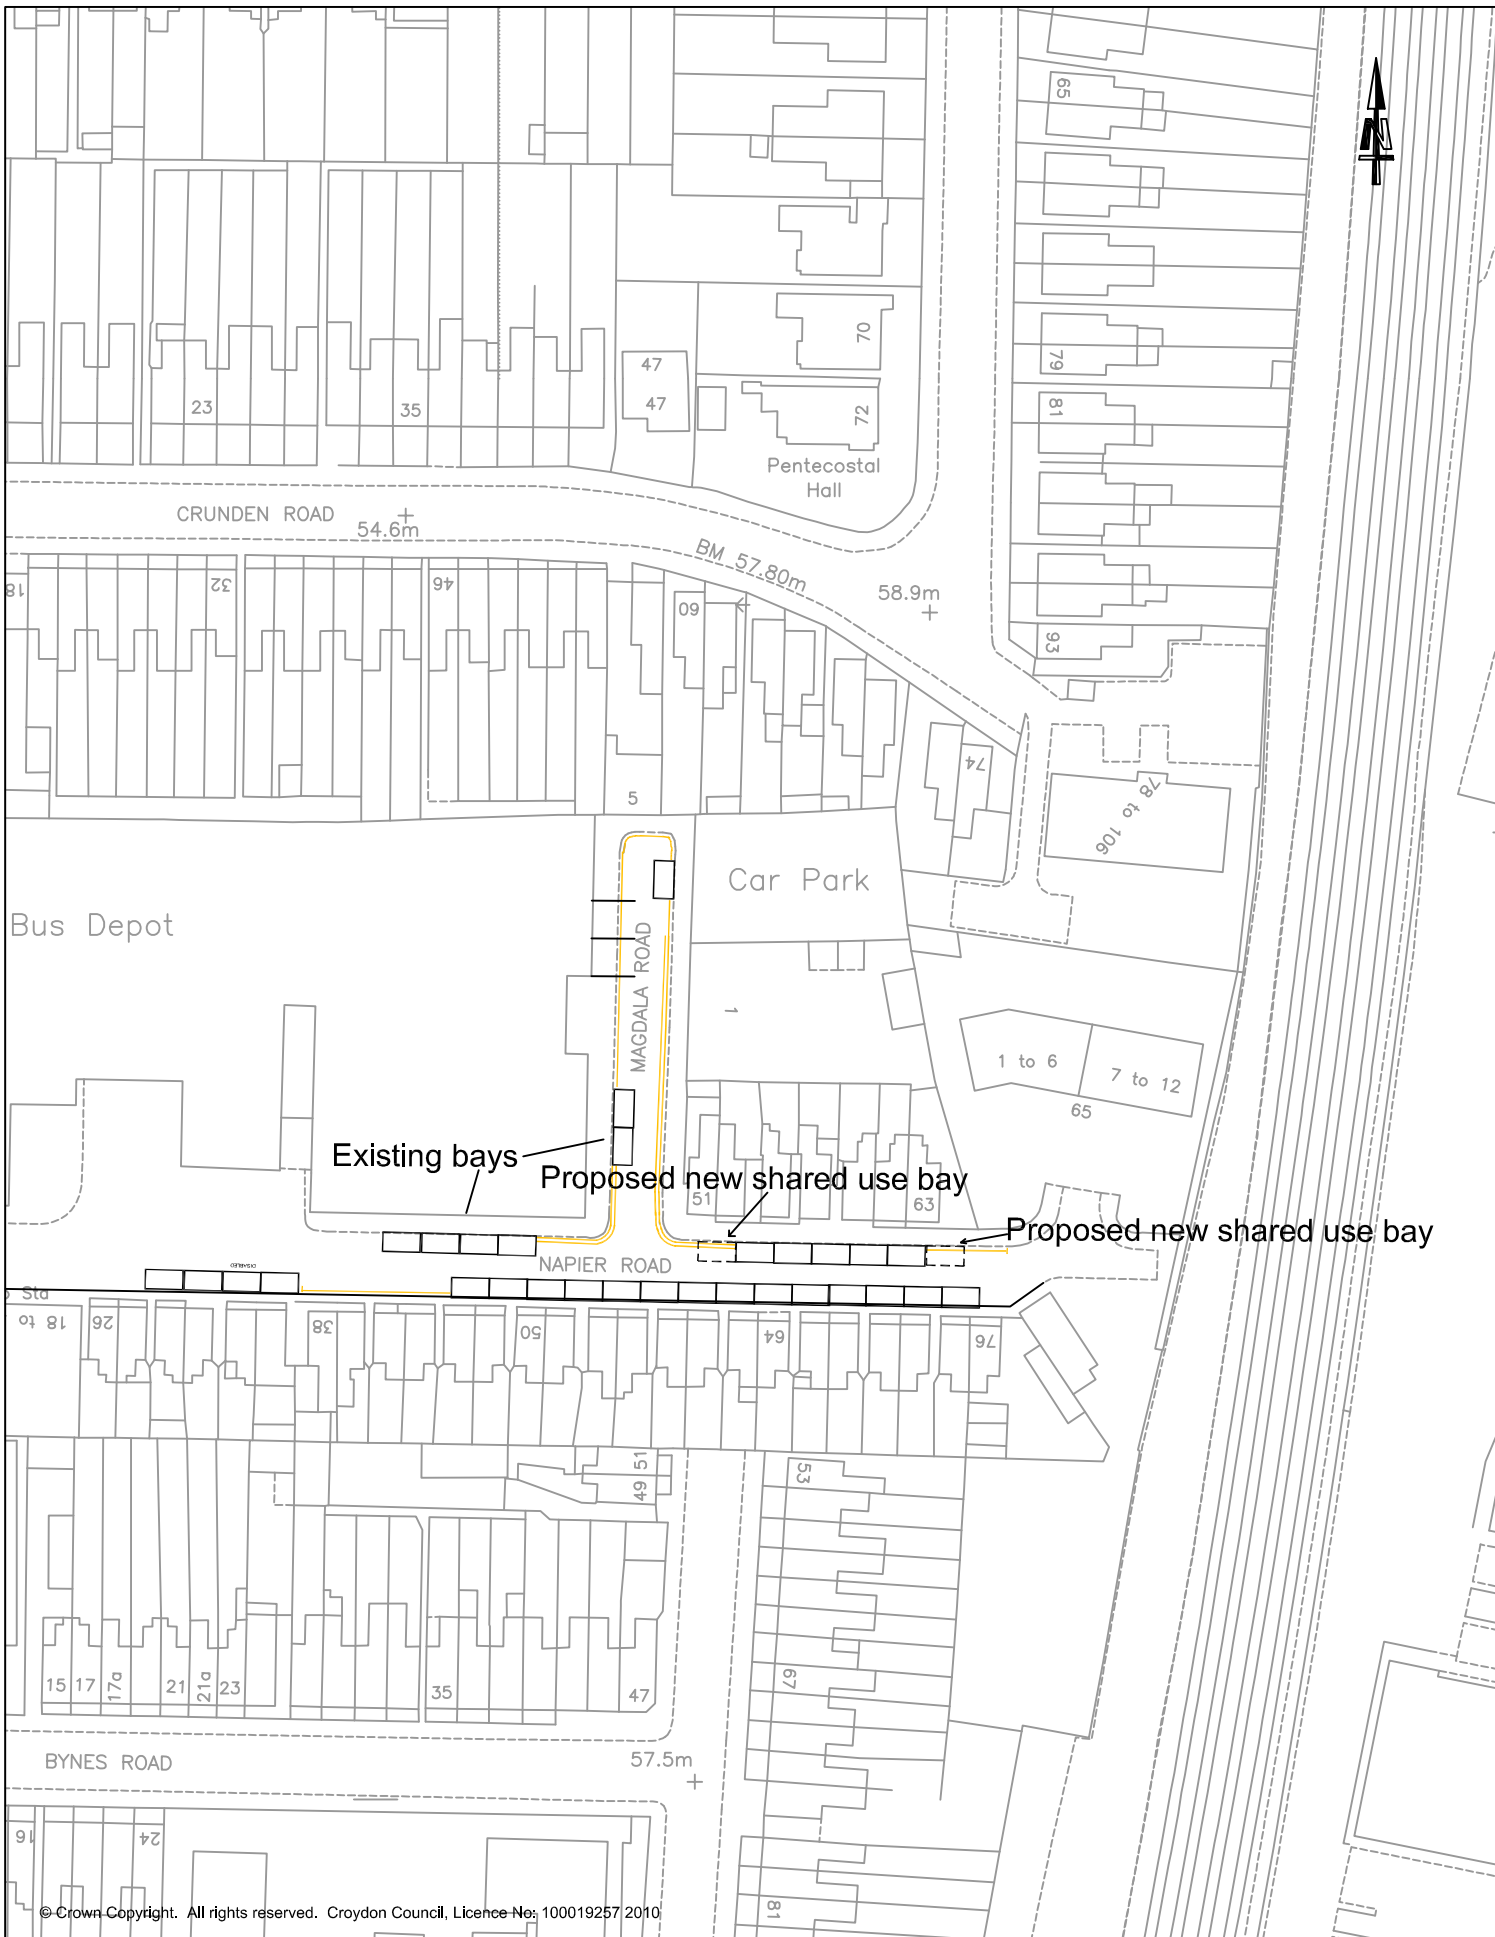 65
N
70
79
47
23
35
47
81
72
Pentecostal
Hall
CRUNDEN ROAD
54.6m
BM 57.80m
58.9m
18
32
46
60
93
74
5
78 to 106
Car Park
Bus Depot
MAGDALA ROAD
1
1 to 6
7 to 12
65
Existing bays
Proposed new shared use bay
51
63
Proposed new shared use bay
NAPIER ROAD
DISABLED
Sta
18 to
26
38
50
64
76
51
49
53
15
17
17a
21
21a
23
35
47
67
BYNES ROAD
57.5m
16
24
81
© Crown Copyright. All rights reserved. Croydon Council, Licence No: 100019257 2010